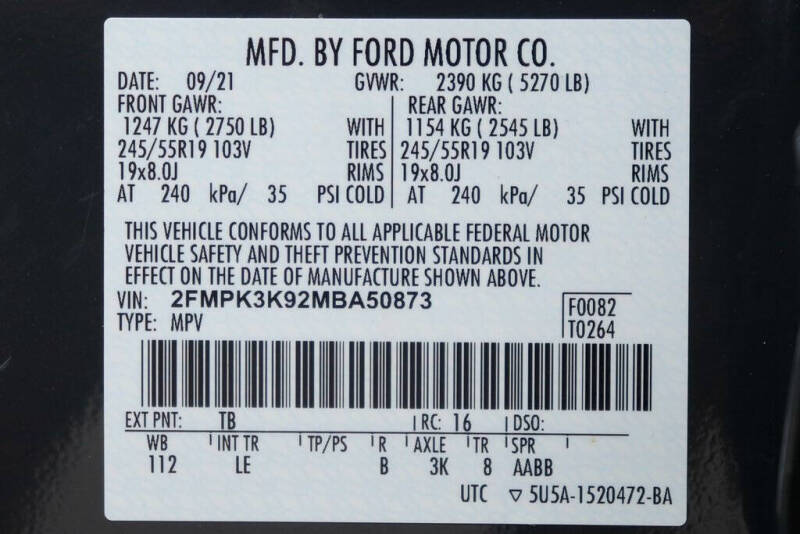 MFD. BY FORD MOTOR CO.
DATE: 09/21 GVWR: 2390 KG ( 5270 LB)
FRONT GAWR: REAR GAWR:
1247 KG ( 2750 LB) WITH 1154 KG ( 2545 LB) WITH
245/55R19 103V TIRES 245/55R19 103V TIRES
19x8.0J RIMS 19x8.0J RIMS
AT 240 kPa/ 35 PSI COLD AT 240 kPa/ 35 PSI COLD
THIS VEHICLE CONFORMS TO ALL APPLICABLE FEDERAL MOTOR
VEHICLE SAFETY AND THEFT PREVENTION STANDARDS IN
EFFECT ON THE DATE OF MANUFACTURE SHOWN ABOVE.
VIN: 2FMPK3K92MBA50873 F0082
TYPE: MPV T0264
EXT PNT: TB RC: 16 DSO:
WB INT TR TP/PS R AXLE TR SPR
112 LE B 3K 8 AABB
UTC ▽ 5U5A-1520472-BA